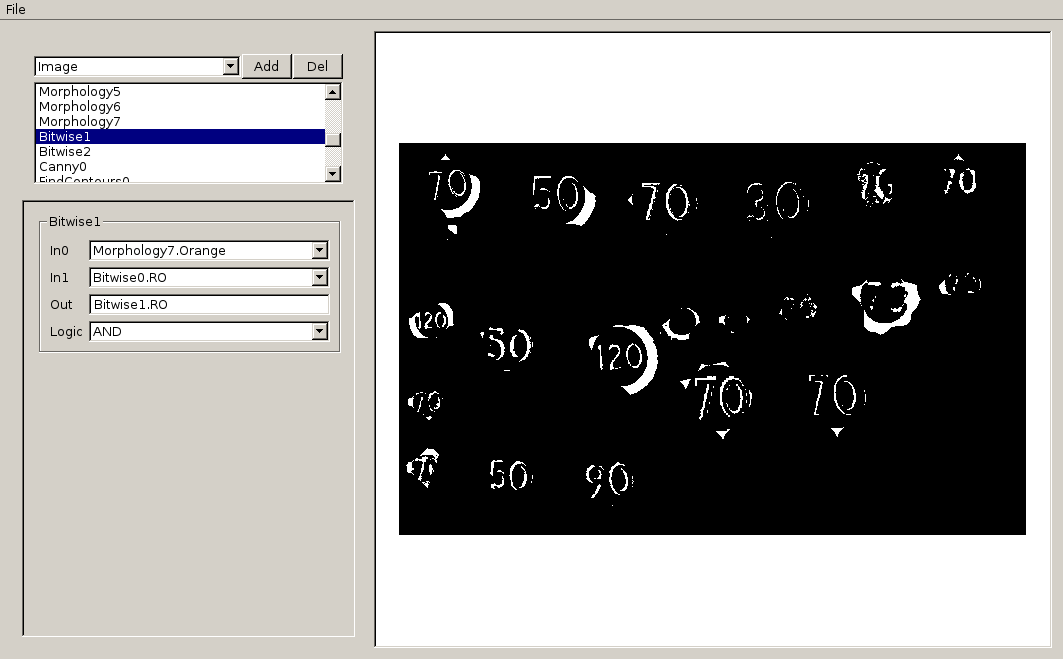 File
Image
Add
Del
Morphology5
Morphology6
Morphology7
Bitwise1
Bitwise2
Canny0
FindContours0
Bitwise1
In0
Morphology7.Orange
In1
Bitwise0.RO
Out
Bitwise1.RO
Logic
AND
70 50 70 30 70
120 50 120
70 70 70
50 90